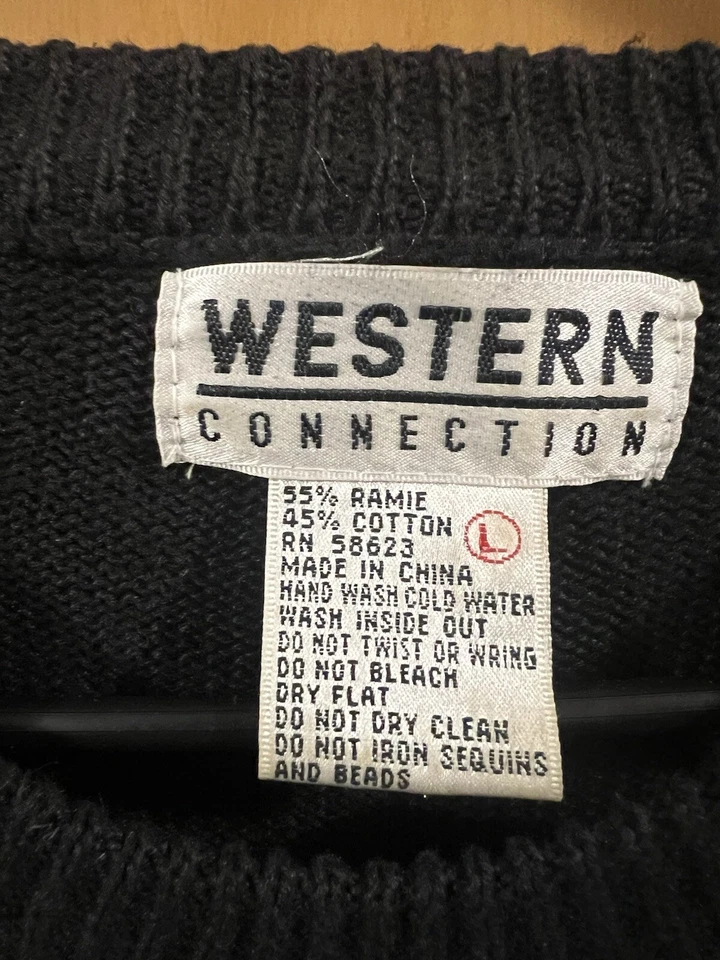 WESTERN
CONNECTION
55% RAMIE
45% COTTON
L
RN 58623
MADE IN CHINA
HAND WASH COLD WATER
WASH INSIDE OUT
DO NOT TWIST OR WRING
DO NOT BLEACH
DRY FLAT
DO NOT DRY CLEAN
DO NOT IRON SEQUINS
AND BEADS